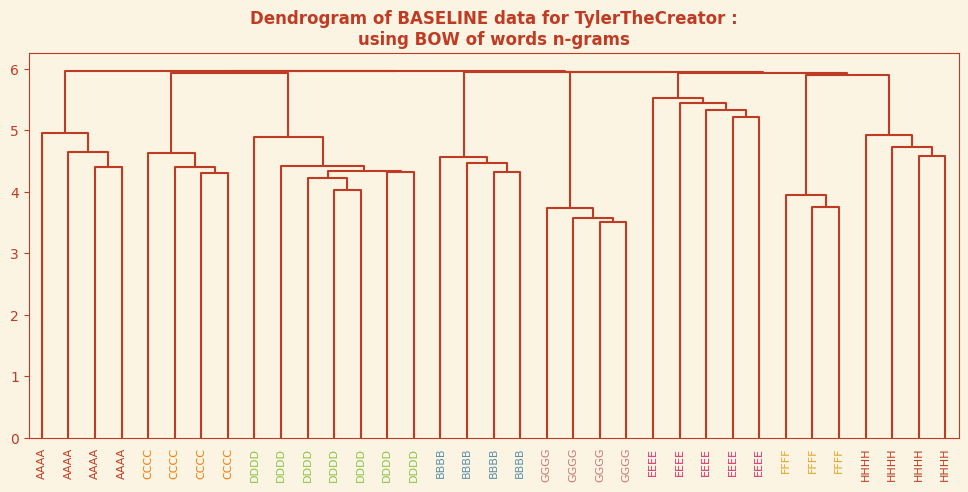 Dendrogram of BASELINE data for TylerTheCreator :
using BOW of words n-grams
6
5
4
3
2
1
0
AAAA AAAA AAAA AAAA CCCC CCCC CCCC CCCC DDDD DDDD DDDD DDDD DDDD DDDD DDDD BBBB BBBB BBBB BBBB GGGG GGGG GGGG GGGG EEEE EEEE EEEE EEEE EEEE FFFF FFFF FFFF HHHH HHHH HHHH HHHH